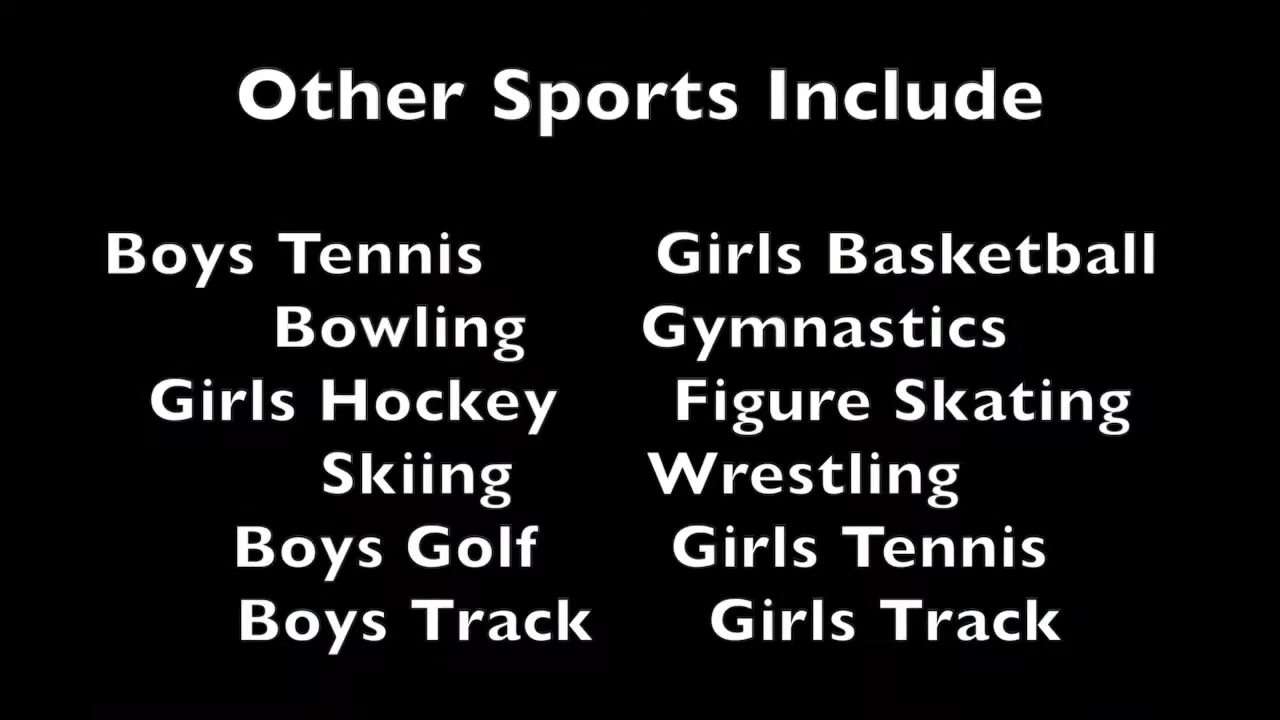 Other Sports Include
Boys Tennis Girls Basketball
Bowling Gymnastics
Girls Hockey Figure Skating
Skiing Wrestling
Boys Golf Girls Tennis
Boys Track Girls Track